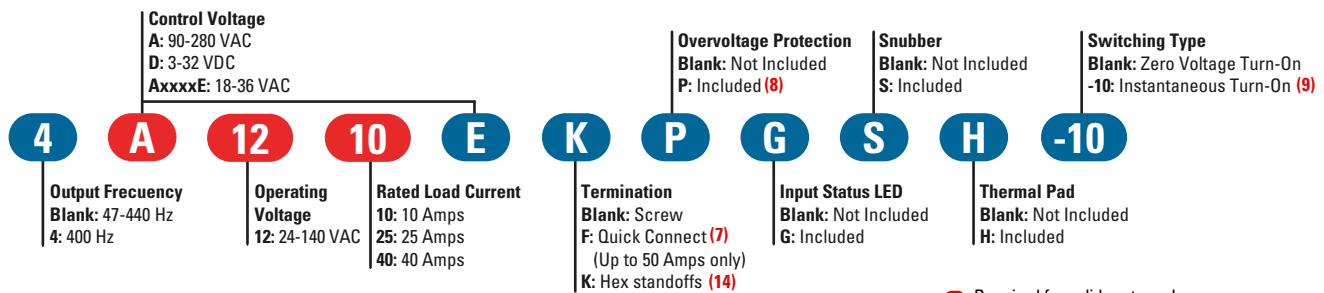 Control Voltage
A: 90-280 VAC
D: 3-32 VDC
AxxxxE: 18-36 VAC
Overvoltage Protection
Blank: Not Included
P: Included (8)
Snubber
Blank: Not Included
S: Included
Switching Type
Blank: Zero Voltage Turn-On
-10: Instantaneous Turn-On (9)
4 A 12 10 E K P G S H -10
Output Frecuency
Blank: 47-440 Hz
4: 400 Hz
Operating
Voltage
12: 24-140 VAC
Rated Load Current
10: 10 Amps
25: 25 Amps
40: 40 Amps
Termination
Blank: Screw
F: Quick Connect (7)
(Up to 50 Amps only)
K: Hex standoffs (14)
Input Status LED
Blank: Not Included
G: Included
Thermal Pad
Blank: Not Included
H: Included